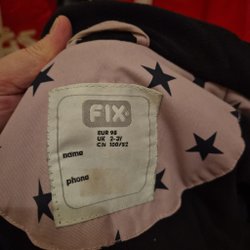 FIX
EUR 98
UK 2-3Y
CN 100/52
name
phone